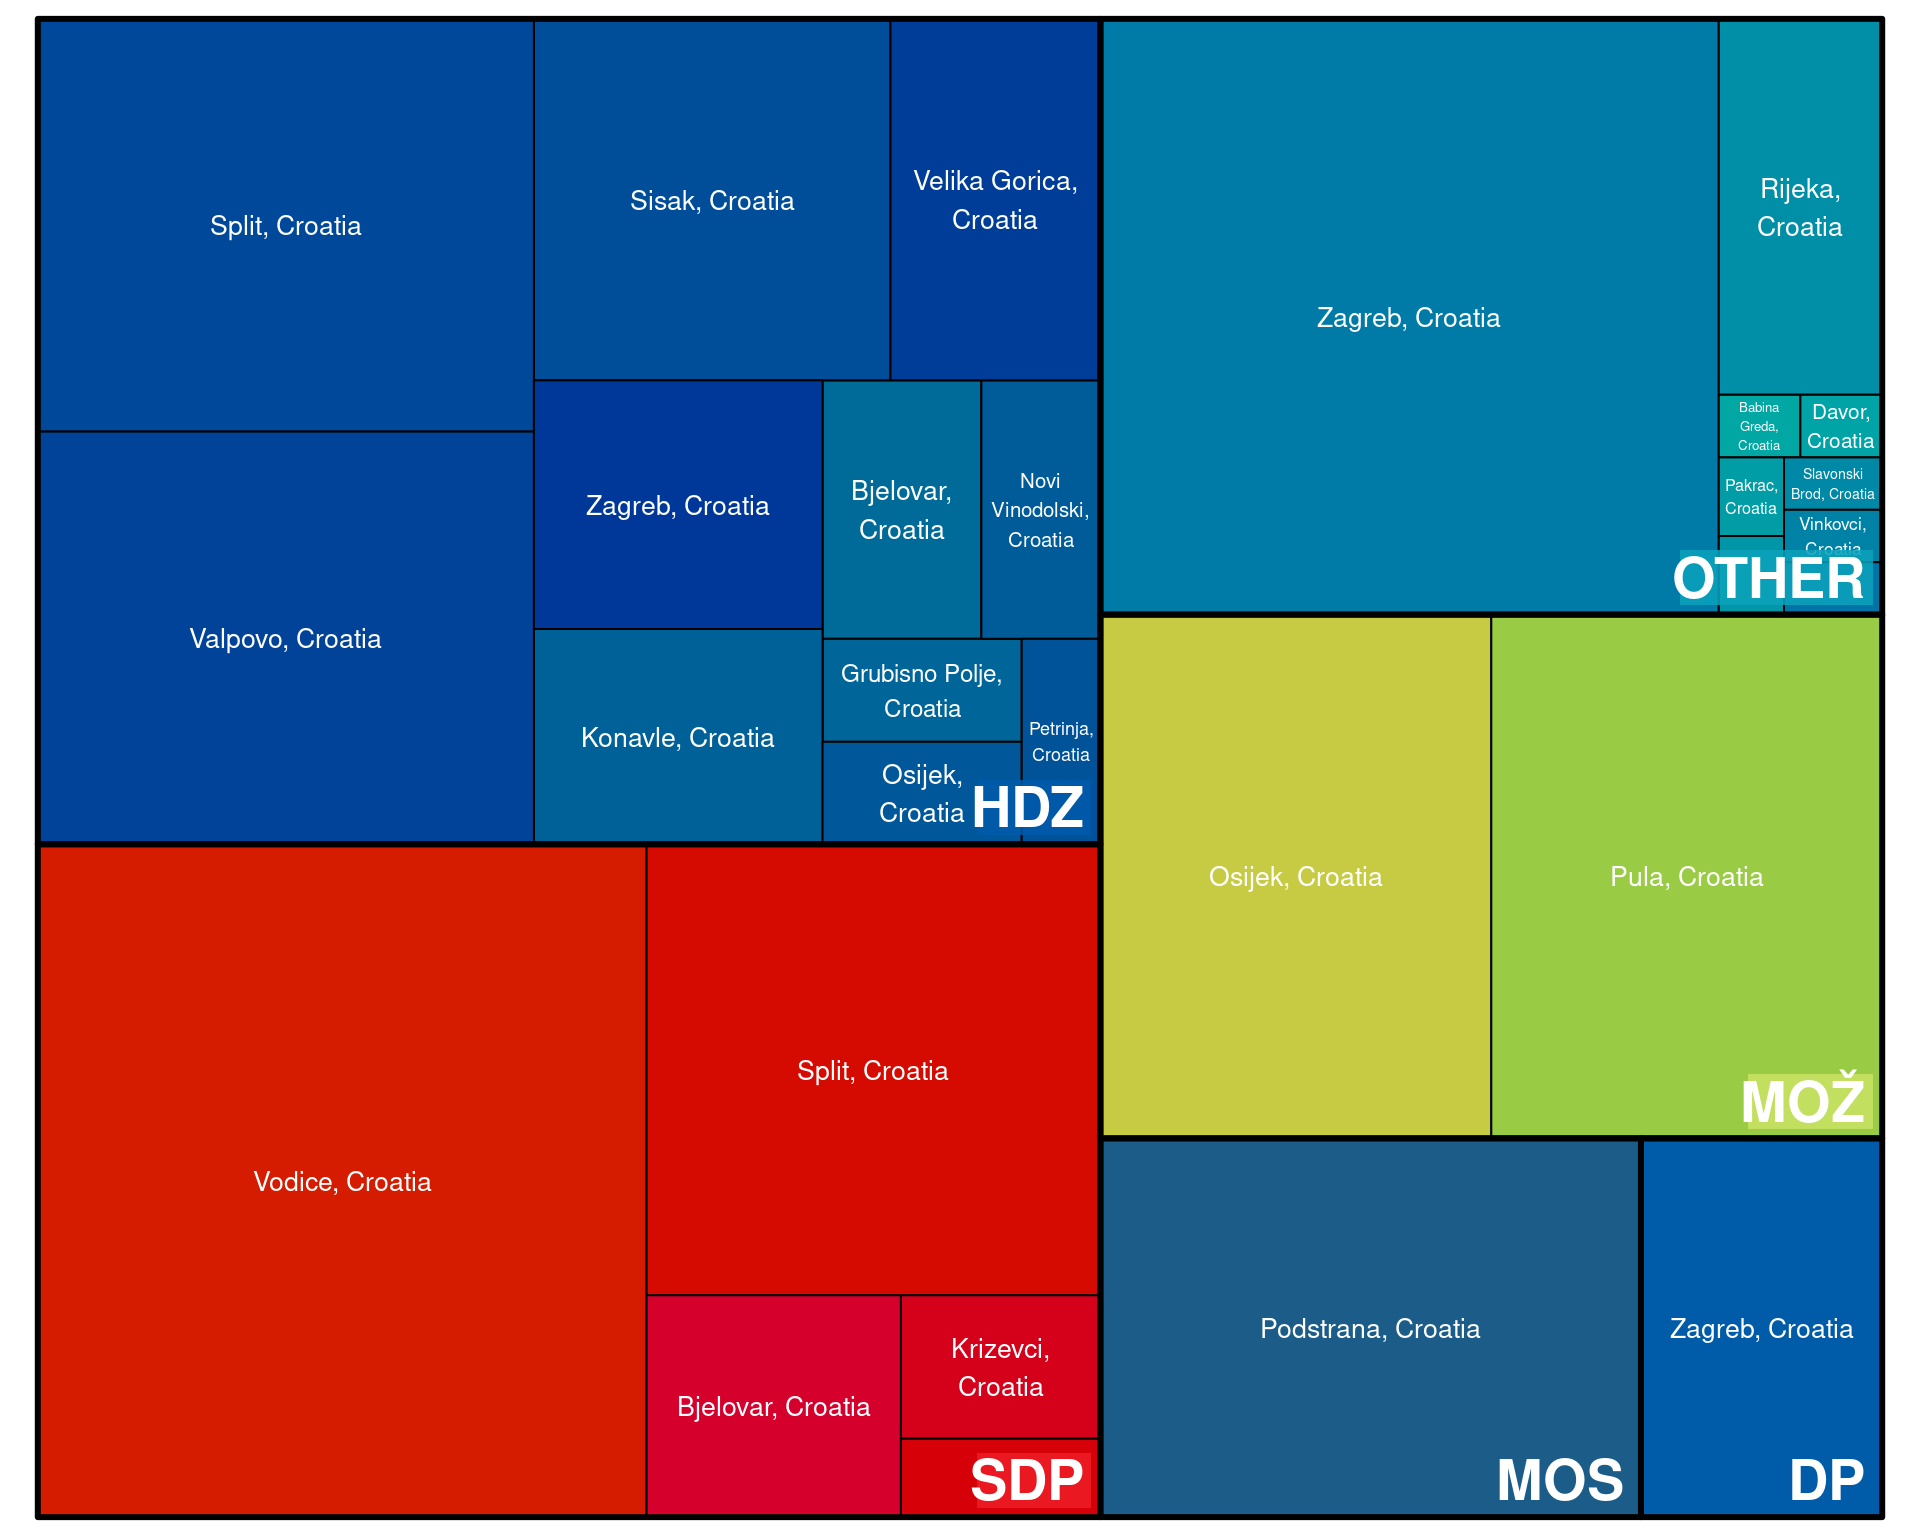 Split, Croatia
Sisak, Croatia
Velika Gorica,
Croatia
Valpovo, Croatia
Zagreb, Croatia
Bjelovar,
Croatia
Novi
Vinodolski,
Croatia
Konavle, Croatia
Grubisno Polje,
Croatia
Petrinja,
Croatia
Osijek,
Croatia
HDZ
Zagreb, Croatia
Rijeka,
Croatia
Babina
Greda,
Croatia
Davor,
Croatia
Pakrac,
Croatia
Slavonski
Brod, Croatia
Vinkovci,
Croatia
OTHER
Vodice, Croatia
Split, Croatia
Bjelovar, Croatia
Krizevci,
Croatia
SDP
Osijek, Croatia
Pula, Croatia
MOŽ
Podstrana, Croatia
MOS
Zagreb, Croatia
DP